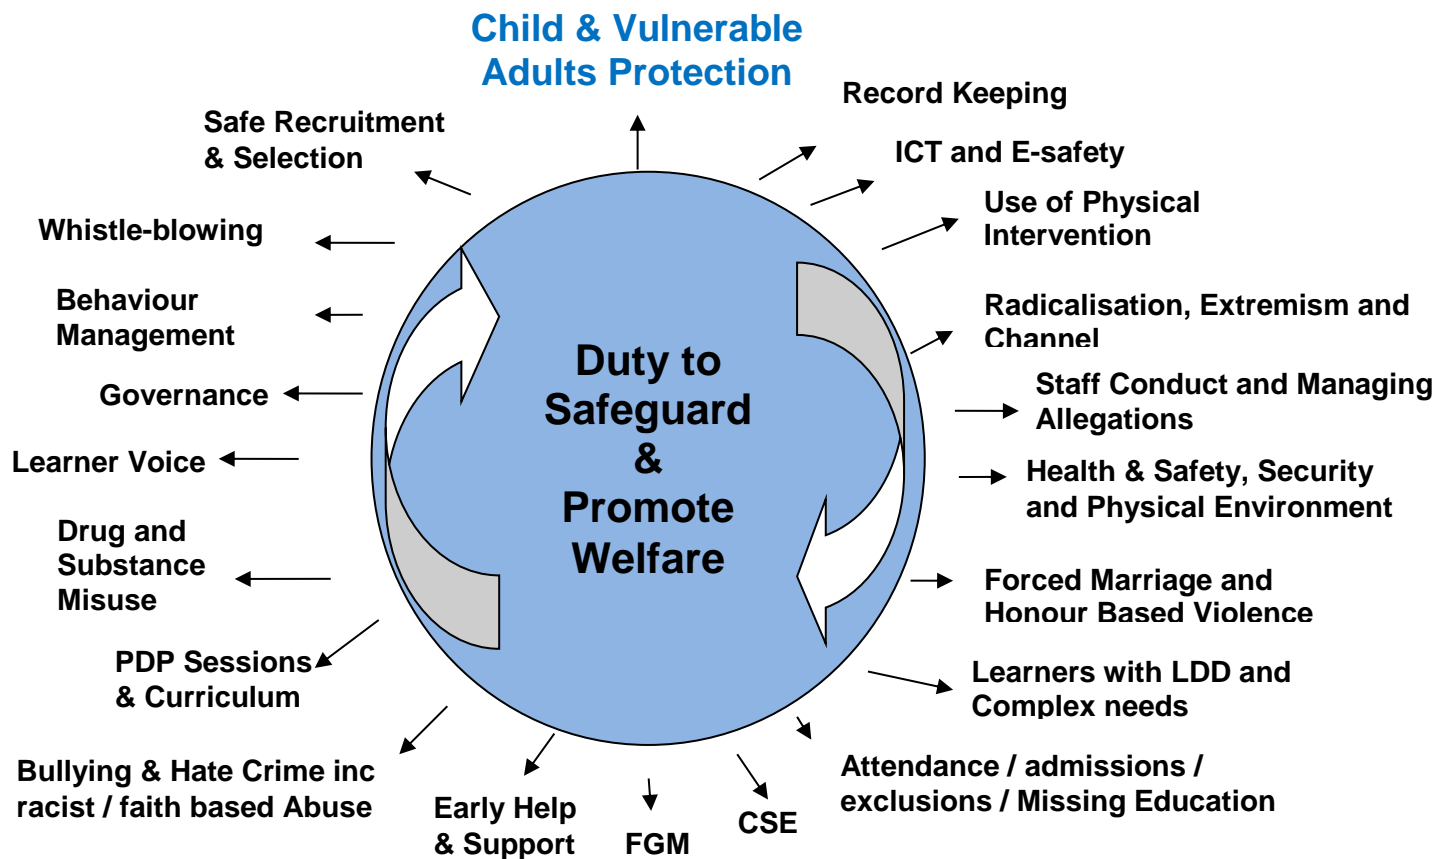 Child & Vulnerable
Adults Protection
Record Keeping
ICT and E-safety
Use of Physical
Intervention
Radicalisation, Extremism and
Channel
Staff Conduct and Managing
Allegations
Health & Safety, Security
and Physical Environment
Forced Marriage and
Honour Based Violence
Learners with LDD and
Complex needs
Attendance / admissions /
exclusions / Missing Education
CSE
FGM
Early Help
& Support
Bullying & Hate Crime inc
racist / faith based Abuse
PDP Sessions
& Curriculum
Drug and
Substance
Misuse
Learner Voice
Governance
Behaviour
Management
Whistle-blowing
Safe Recruitment
& Selection
Duty to
Safeguard
&
Promote
Welfare